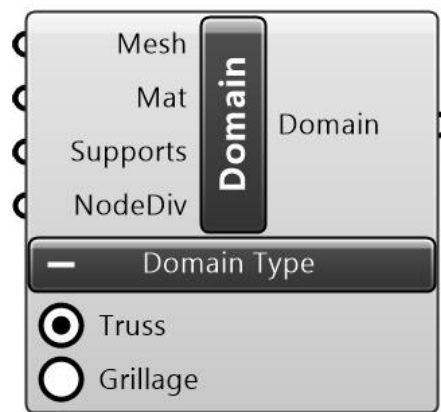 Mesh
Mat
Supports
NodeDiv
Domain
Domain
Domain Type
Truss
Grillage